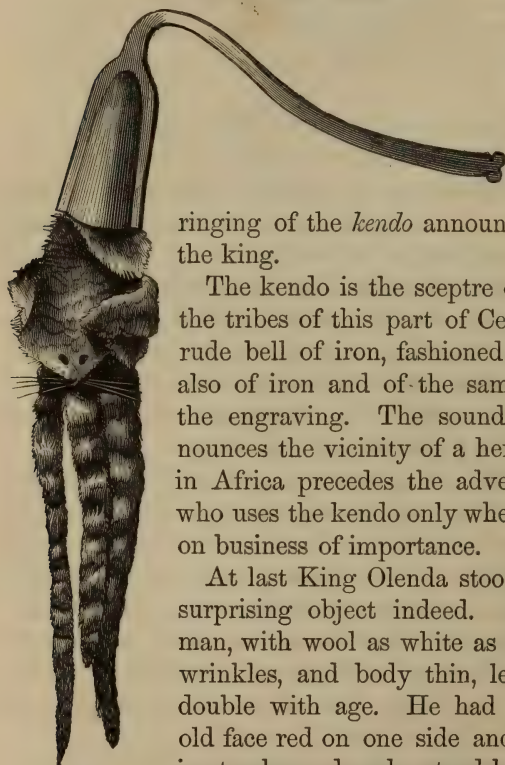 ringing of the kendo announ
the king.
The kendo is the sceptre
the tribes of this part of Ce
rude bell of iron, fashioned
also of iron and of the sam
the engraving. The sound
nounces the vicinity of a he
in Africa precedes the adve
who uses the kendo only whe
on business of importance.
At last King Olenda stoo
surprising object indeed.
man, with wool as white as
wrinkles, and body thin, le
double with age. He had
old face red on one side and